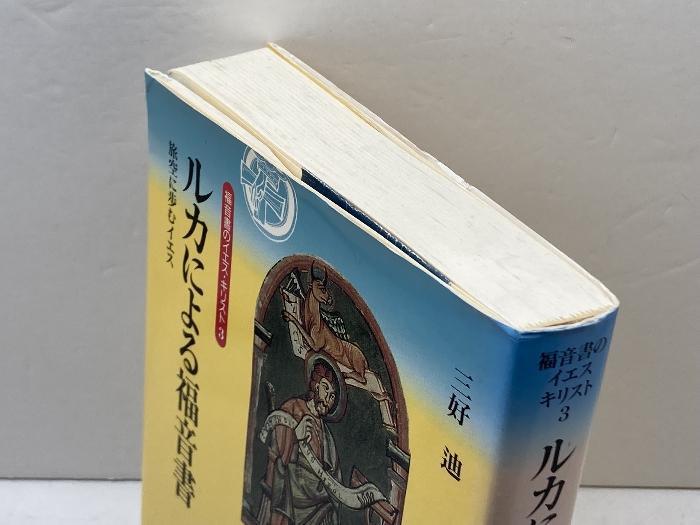 福音書のイエス・キリスト 3
ルカによる福音書
旅空に歩むイエス
三好 迪
福音書の
イエス
キリスト
3
ルカに